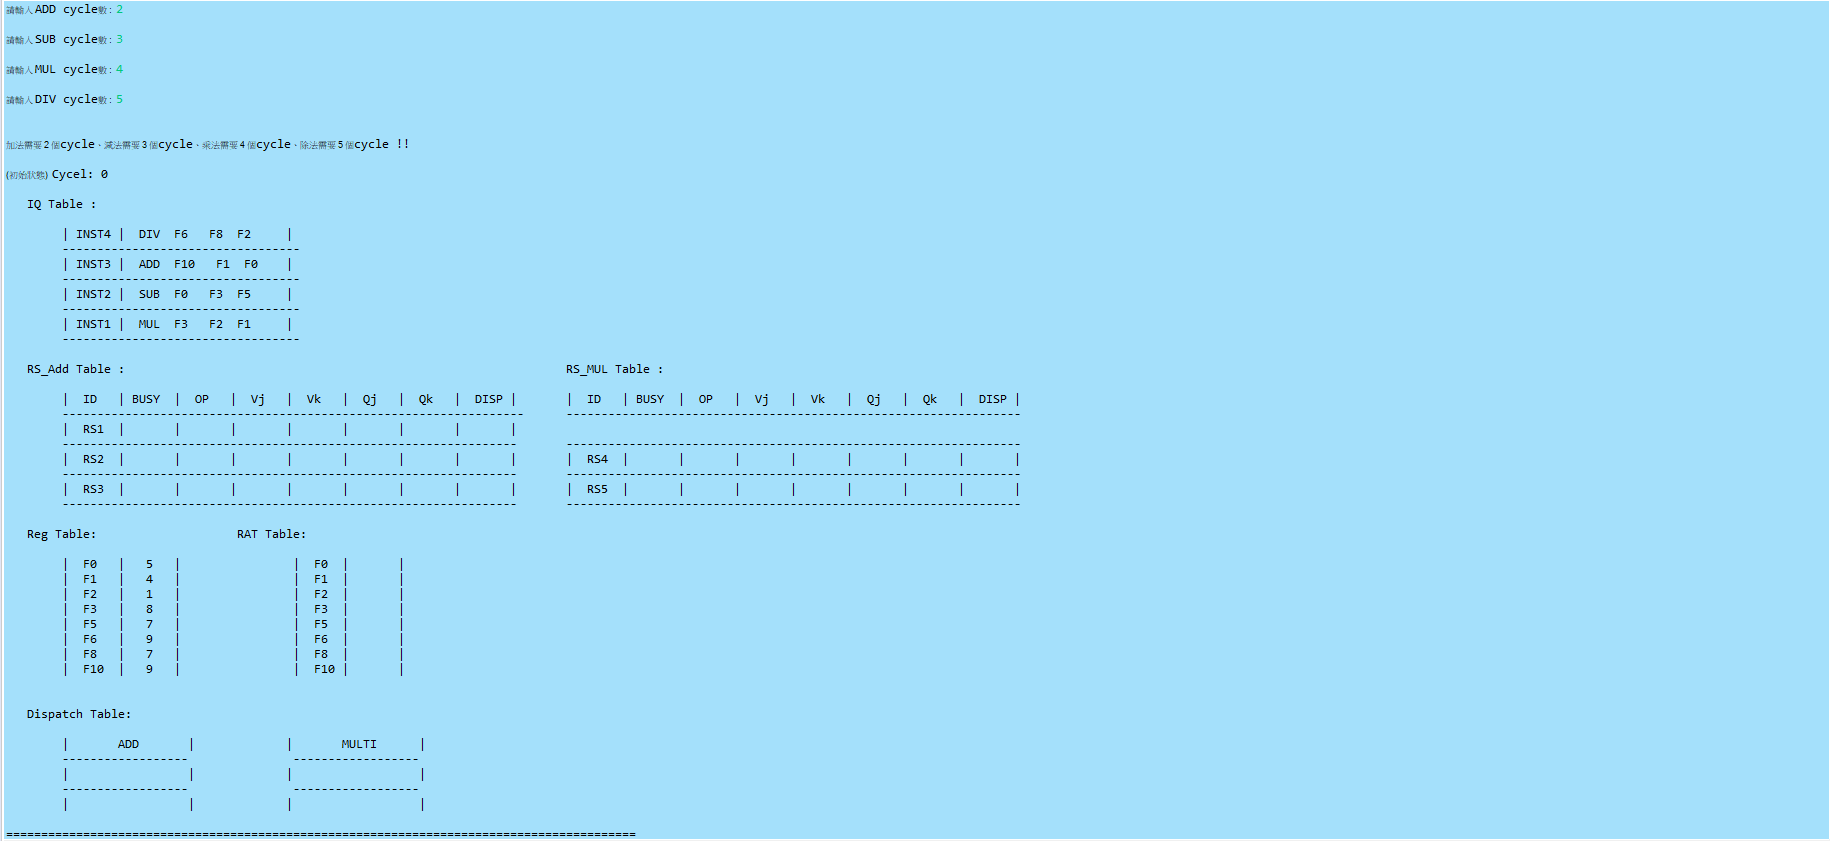 請輸入ADD cycle數: 2
請輸入SUB cycle數: 3
請輸入MUL cycle數: 4
請輸入DIV cycle數: 5
加法需要2個cycle、減法需要3個cycle、乘法需要4個cycle、除法需要5個cycle !!
(初始狀態) Cycel: 0
IQ Table :
| INST4 | DIV F6 F8 F2 |
----------------------------------
| INST3 | ADD F10 F1 F0 |
----------------------------------
| INST2 | SUB F0 F3 F5 |
----------------------------------
| INST1 | MUL F3 F2 F1 |
----------------------------------
RS_Add Table : RS_MUL Table :
| ID | BUSY | OP | Vj | Vk | Qj | Qk | DISP | | ID | BUSY | OP | Vj | Vk | Qj | Qk | DISP |
------------------------------------------------------------------ -----------------------------------------------------------------
| RS1 | | | | | | | |
----------------------------------------------------------------- -----------------------------------------------------------------
| RS2 | | | | | | | | | RS4 | | | | | | | |
----------------------------------------------------------------- -----------------------------------------------------------------
| RS3 | | | | | | | | | RS5 | | | | | | | |
----------------------------------------------------------------- -----------------------------------------------------------------
Reg Table: RAT Table:
| F0 | 5 | | F0 | |
| F1 | 4 | | F1 | |
| F2 | 1 | | F2 | |
| F3 | 8 | | F3 | |
| F5 | 7 | | F5 | |
| F6 | 9 | | F6 | |
| F8 | 7 | | F8 | |
| F10 | 9 | | F10 | |
Dispatch Table:
| ADD | | MULTI |
------------------ ------------------
| | | |
------------------ ------------------
| | | |
==========================================================================================